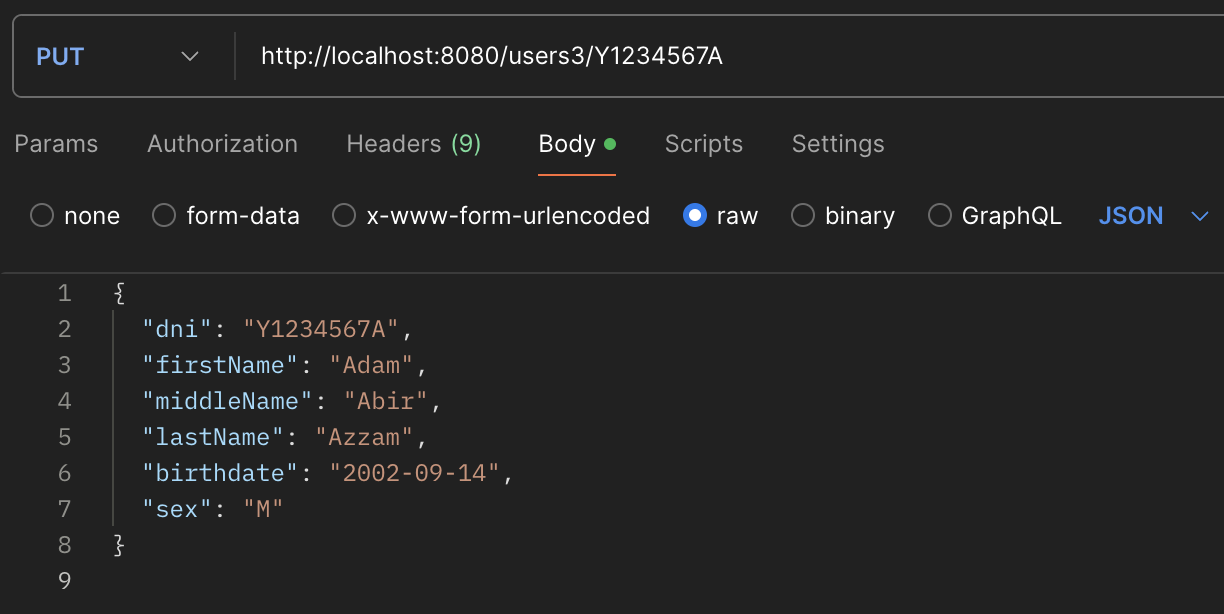 PUT http://localhost:8080/users3/Y1234567A
Params Authorization Headers (9) Body Scripts Settings
none form-data x-www-form-urlencoded raw binary GraphQL JSON
1 {
2 "dni": "Y1234567A",
3 "firstName": "Adam",
4 "middleName": "Abir",
5 "lastName": "Azzam",
6 "birthdate": "2002-09-14",
7 "sex": "M"
8 }
9